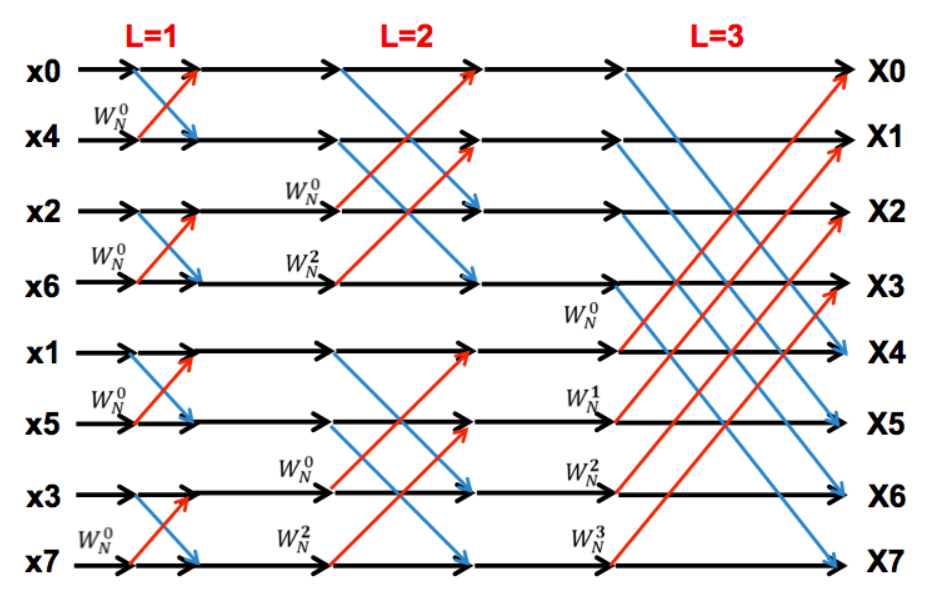 L=1 L=2 L=3
x0 X0
W_N^0
x4 X1
W_N^0
x2 X2
W_N^0 W_N^2
x6 X3
W_N^0
x1 X4
W_N^0 W_N^1
x5 X5
W_N^0 W_N^2
x3 X6
W_N^0 W_N^2 W_N^3
x7 X7